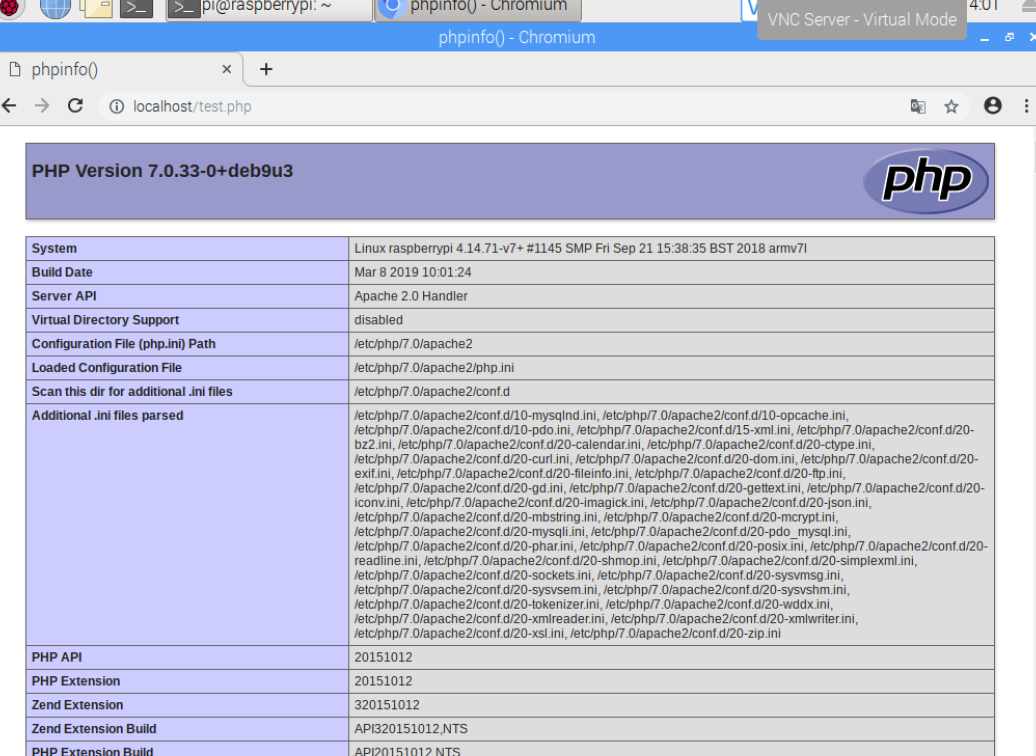 pi@raspberrypi: ~
phpinfo() - Chromium
4:01
VNC Server - Virtual Mode
phpinfo() - Chromium
phpinfo()
localhost/test.php
PHP Version 7.0.33-0+deb9u3
php
System Linux raspberrypi 4.14.71-v7+ #1145 SMP Fri Sep 21 15:38:35 BST 2018 armv7l
Build Date Mar 8 2019 10:01:24
Server API Apache 2.0 Handler
Virtual Directory Support disabled
Configuration File (php.ini) Path /etc/php/7.0/apache2
Loaded Configuration File /etc/php/7.0/apache2/php.ini
Scan this dir for additional .ini files /etc/php/7.0/apache2/conf.d
Additional .ini files parsed /etc/php/7.0/apache2/conf.d/10-mysqlnd.ini, /etc/php/7.0/apache2/conf.d/10-opcache.ini,
/etc/php/7.0/apache2/conf.d/10-pdo.ini, /etc/php/7.0/apache2/conf.d/15-xml.ini, /etc/php/7.0/apache2/conf.d/20-
bz2.ini, /etc/php/7.0/apache2/conf.d/20-calendar.ini, /etc/php/7.0/apache2/conf.d/20-ctype.ini,
/etc/php/7.0/apache2/conf.d/20-curl.ini, /etc/php/7.0/apache2/conf.d/20-dom.ini, /etc/php/7.0/apache2/conf.d/20-
exif.ini, /etc/php/7.0/apache2/conf.d/20-fileinfo.ini, /etc/php/7.0/apache2/conf.d/20-ftp.ini,
/etc/php/7.0/apache2/conf.d/20-gd.ini, /etc/php/7.0/apache2/conf.d/20-gettext.ini, /etc/php/7.0/apache2/conf.d/20-
iconv.ini, /etc/php/7.0/apache2/conf.d/20-imagick.ini, /etc/php/7.0/apache2/conf.d/20-json.ini,
/etc/php/7.0/apache2/conf.d/20-mbstring.ini, /etc/php/7.0/apache2/conf.d/20-mcrypt.ini,
/etc/php/7.0/apache2/conf.d/20-mysqli.ini, /etc/php/7.0/apache2/conf.d/20-pdo_mysql.ini,
/etc/php/7.0/apache2/conf.d/20-phar.ini, /etc/php/7.0/apache2/conf.d/20-posix.ini, /etc/php/7.0/apache2/conf.d/20-
readline.ini, /etc/php/7.0/apache2/conf.d/20-shmop.ini, /etc/php/7.0/apache2/conf.d/20-simplexml.ini,
/etc/php/7.0/apache2/conf.d/20-sockets.ini, /etc/php/7.0/apache2/conf.d/20-sysvmsg.ini,
/etc/php/7.0/apache2/conf.d/20-sysvsem.ini, /etc/php/7.0/apache2/conf.d/20-sysvshm.ini,
/etc/php/7.0/apache2/conf.d/20-tokenizer.ini, /etc/php/7.0/apache2/conf.d/20-wddx.ini,
/etc/php/7.0/apache2/conf.d/20-xmlreader.ini, /etc/php/7.0/apache2/conf.d/20-xmlwriter.ini,
/etc/php/7.0/apache2/conf.d/20-xsl.ini, /etc/php/7.0/apache2/conf.d/20-zip.ini
PHP API 20151012
PHP Extension 20151012
Zend Extension 320151012
Zend Extension Build API320151012,NTS
PHP Extension Build API20151012,NTS